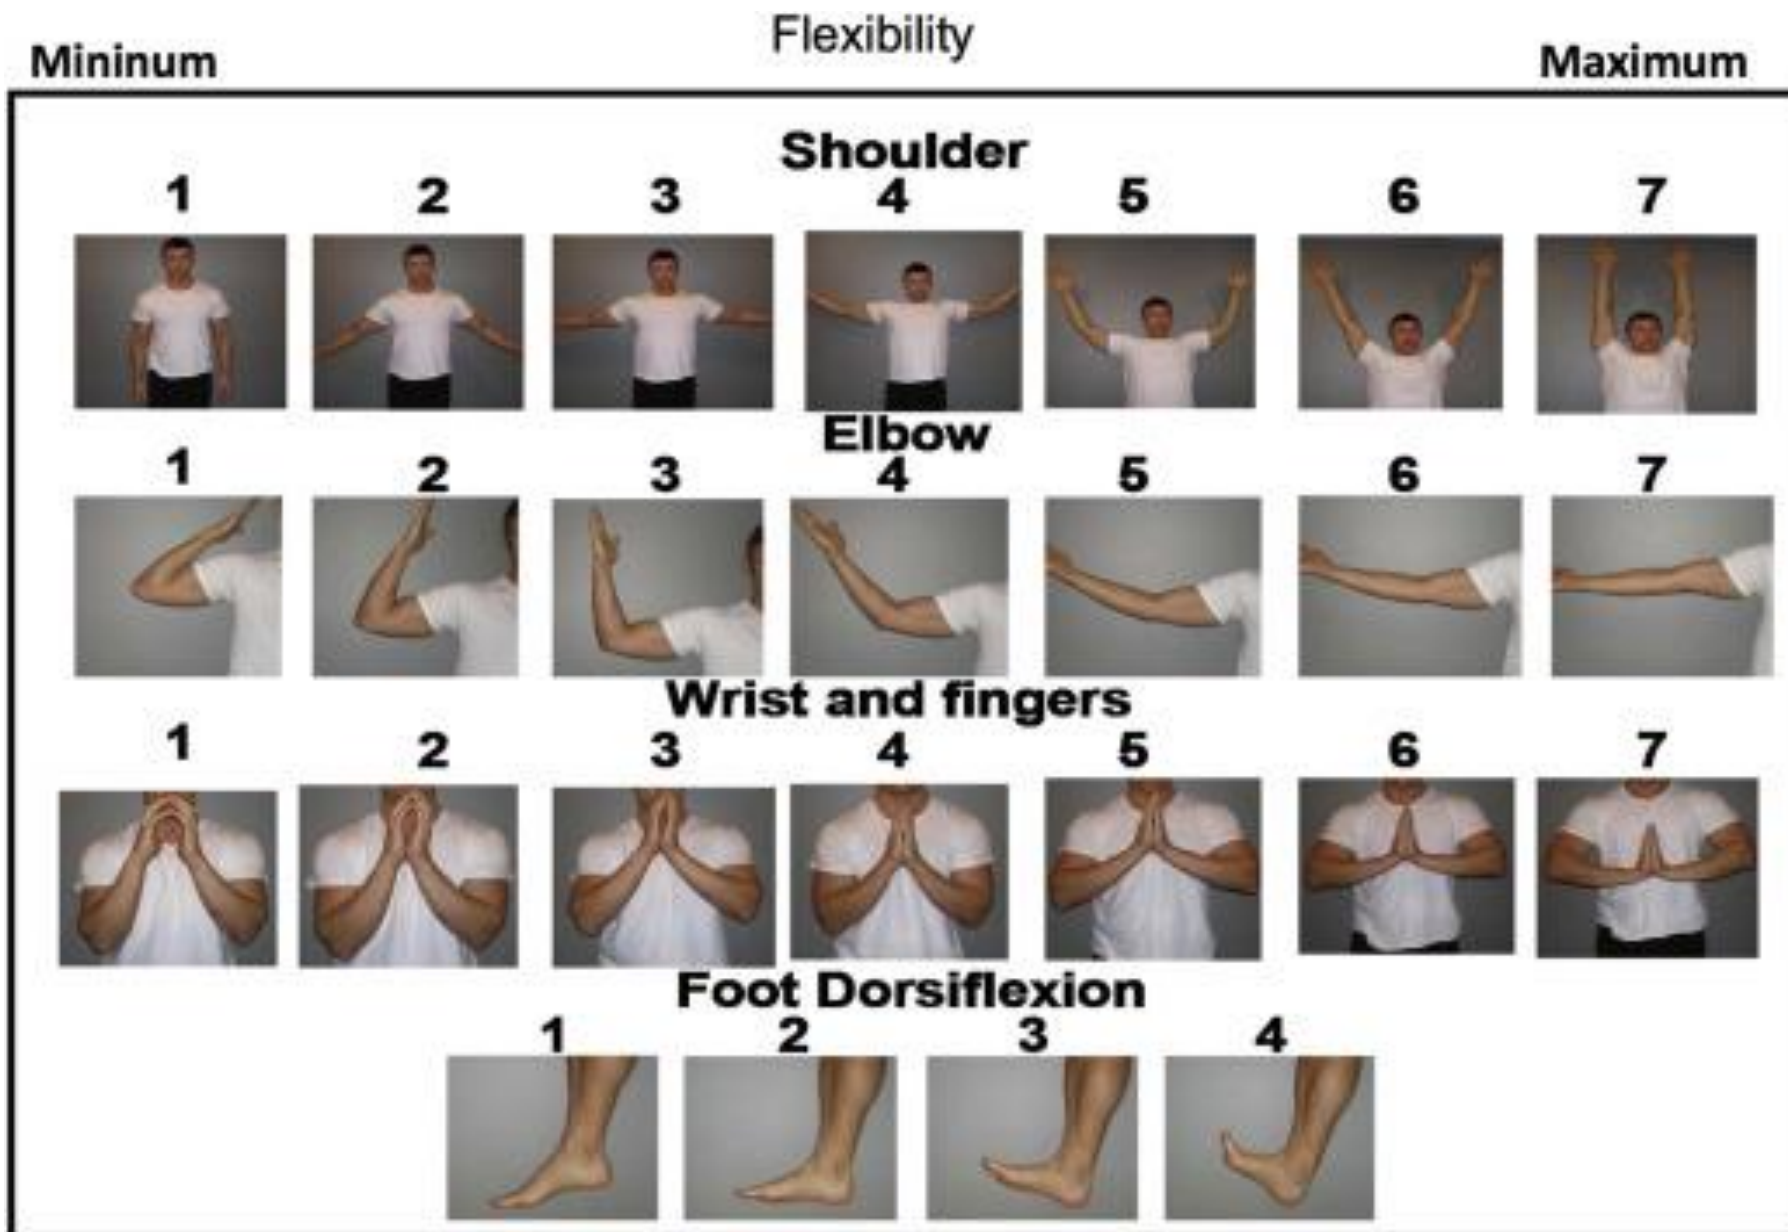 Flexibility
Mininum Maximum
Shoulder
1 2 3 4 5 6 7
Elbow
1 2 3 4 5 6 7
Wrist and fingers
1 2 3 4 5 6 7
Foot Dorsiflexion
1 2 3 4